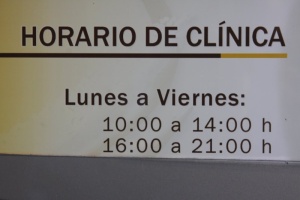 HORARIO DE CLÍNICA
Lunes a Viernes:
10:00 a 14:00 h
16:00 a 21:00 h